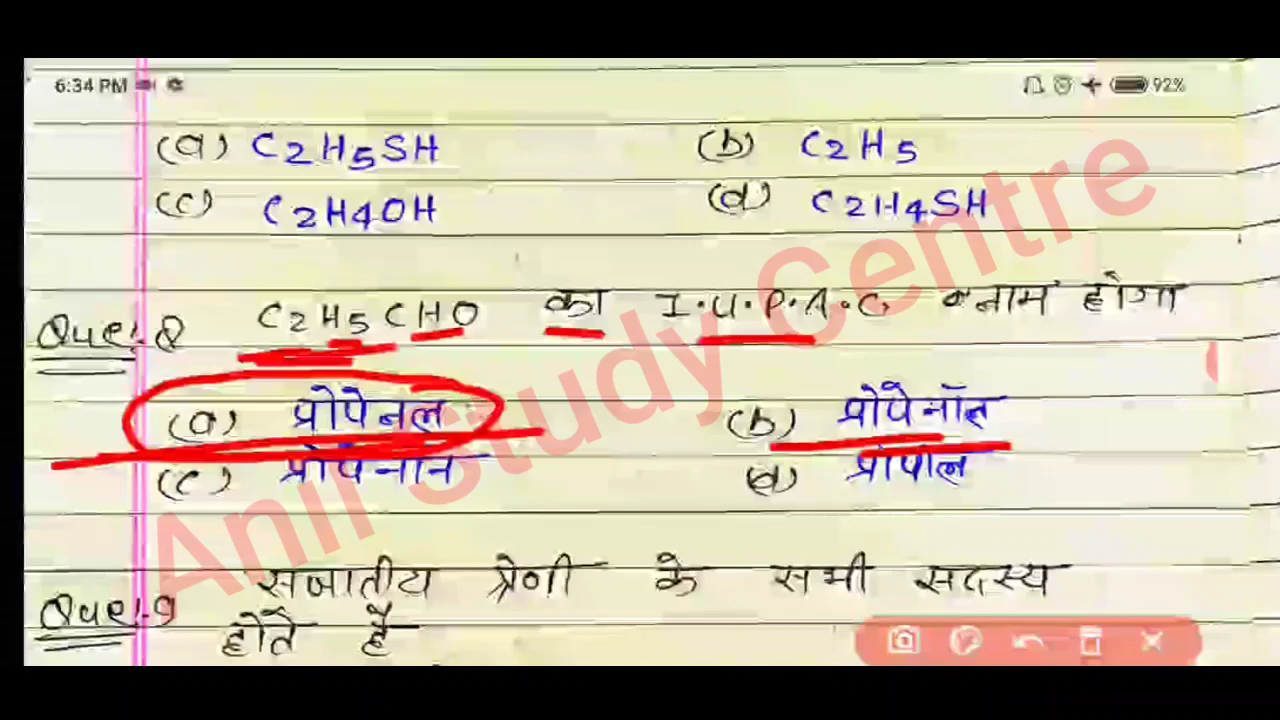 6:34 PM 92%
(a) C2H5SH (b) C2H5
(c) C2H4OH (d) C2H4SH
Que:-8 C2H5CHO का I.U.P.A.C. नाम होगा
(a) प्रोपेनल (b) प्रोपेनॉल
(c) प्रोपेनोन (d) प्रोपील
Que:-9 सजातीय श्रेणी के सभी सदस्य
होते है
Anil Study Centre